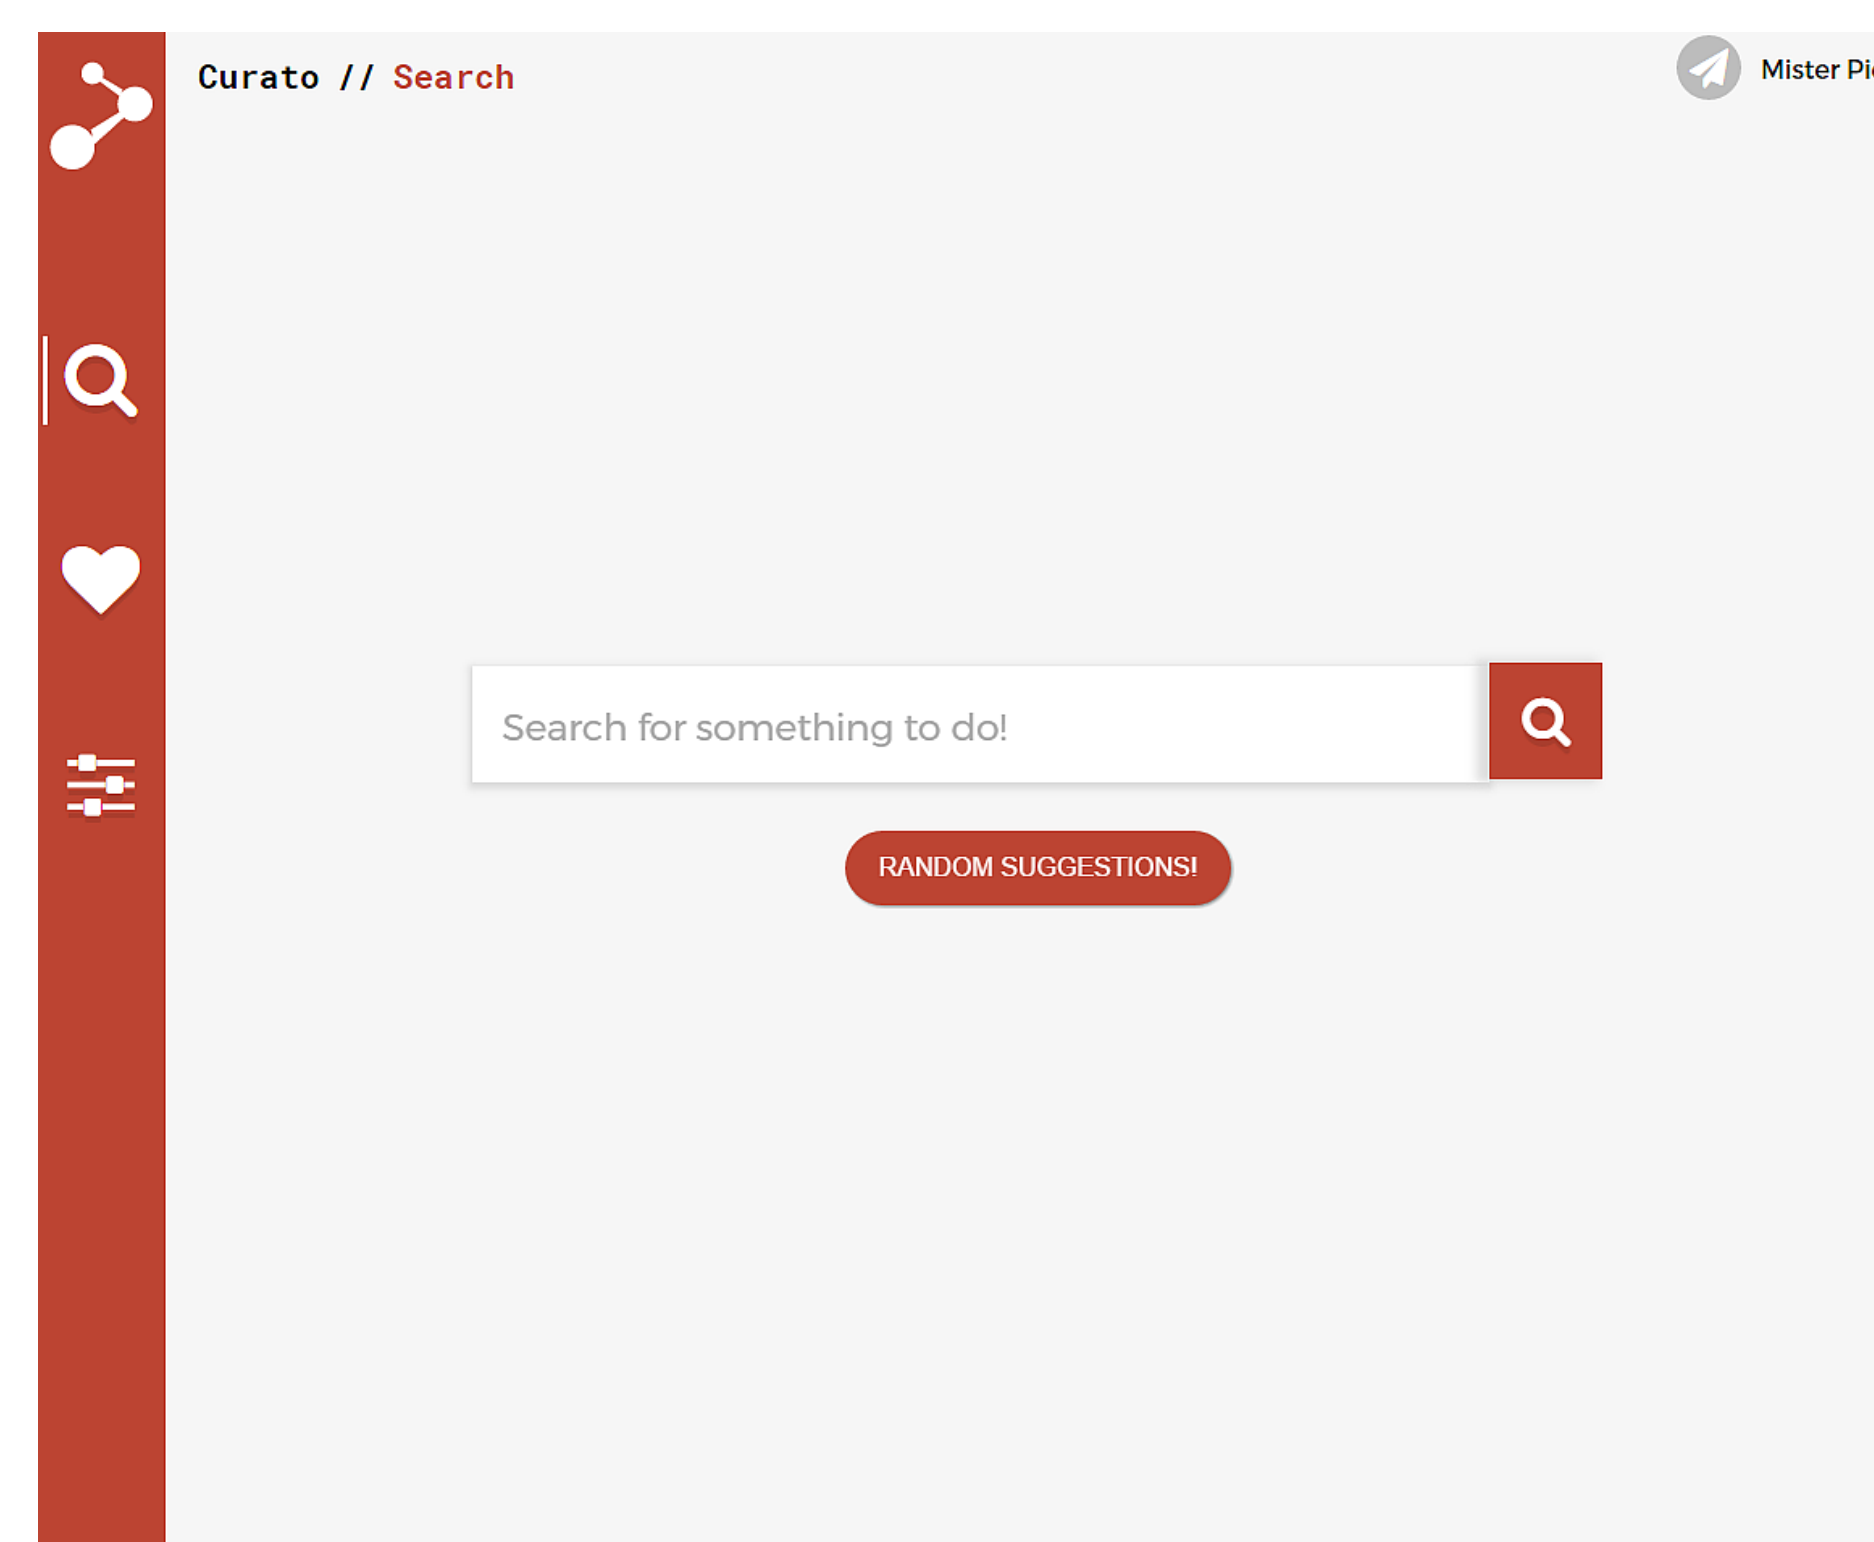 Curato // Search
Mister
Search for something to do!
RANDOM SUGGESTIONS!